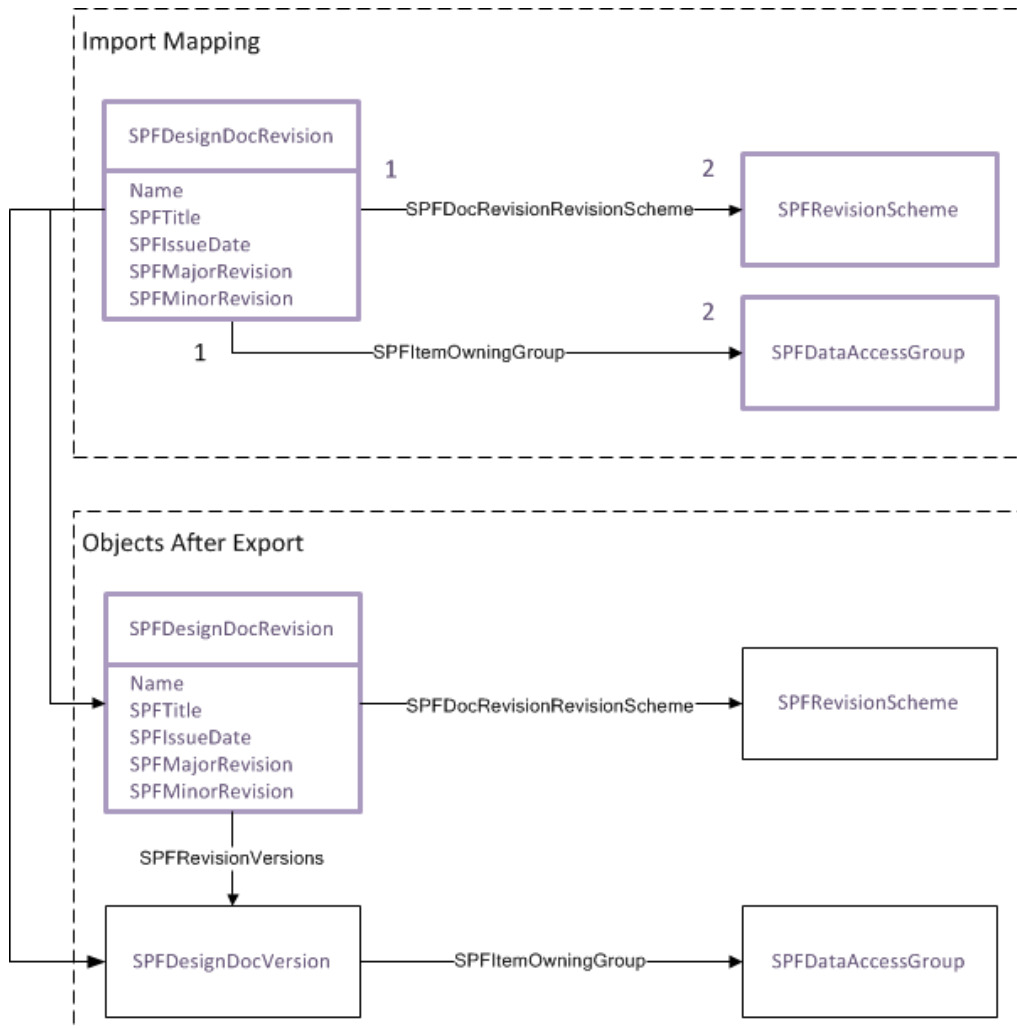 Import Mapping
SPFDesignDocRevision
Name
SPFTitle
SPFIssueDate
SPFMajorRevision
SPFMinorRevision
1
SPFDocRevisionRevisionScheme
2
SPFRevisionScheme
1
SPFItemOwningGroup
2
SPFDataAccessGroup
Objects After Export
SPFDesignDocRevision
Name
SPFTitle
SPFIssueDate
SPFMajorRevision
SPFMinorRevision
SPFDocRevisionRevisionScheme
SPFRevisionScheme
SPFRevisionVersions
SPFDesignDocVersion
SPFItemOwningGroup
SPFDataAccessGroup